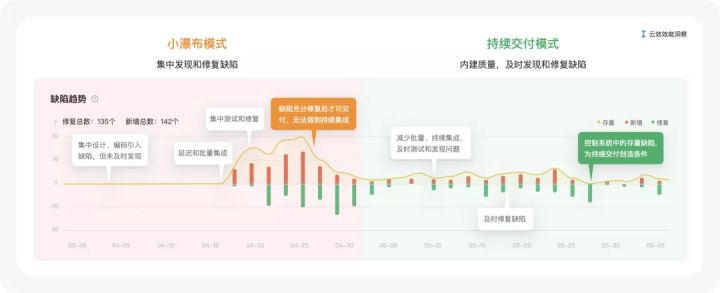 云效效能洞察
小瀑布模式
集中发现和修复缺陷
持续交付模式
内建质量，及时发现和修复缺陷
缺陷趋势
修复总数：135个 新增总数：142个
存量 新增 修复
集中设计、编码引入
缺陷，但未及时发现
延迟和批量集成
集中测试和修复
缺陷充分修复后才可交
付，无法做到持续集成
减少批量、持续集成、
及时测试和发现问题
控制系统中的存量缺陷，
为持续交付创造条件
及时修复缺陷
60
30
0
30
60
03-30 04-05 04-10 04-15 04-20 04-25 04-30 05-05 05-10 05-15 05-20 05-25 05-30 06-05